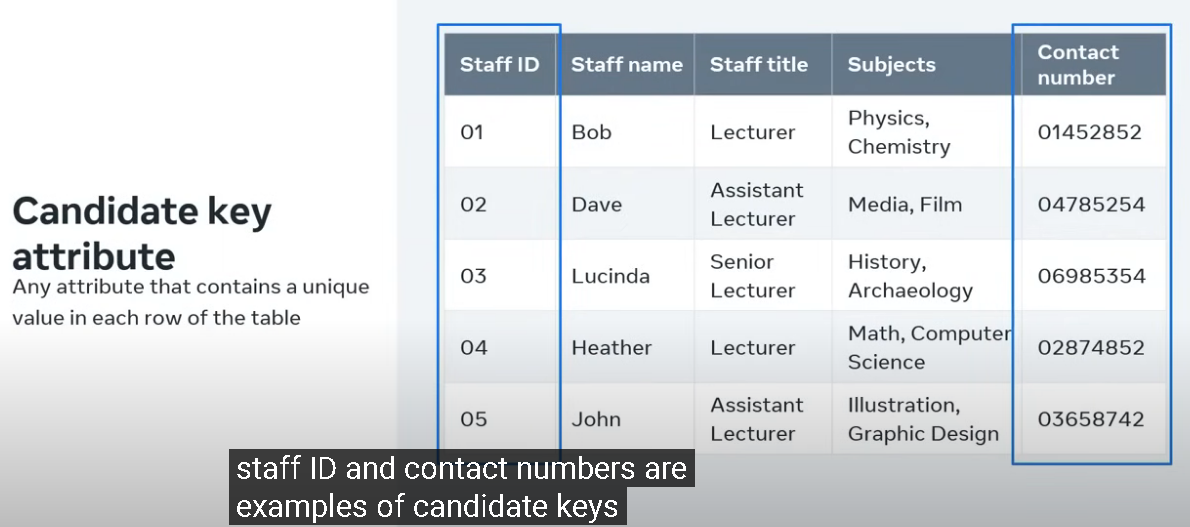 Candidate key
attribute
Any attribute that contains a unique
value in each row of the table
Staff ID Staff name Staff title Subjects Contact number
01 Bob Lecturer Physics, Chemistry 01452852
02 Dave Assistant Lecturer Media, Film 04785254
03 Lucinda Senior Lecturer History, Archaeology 06985354
04 Heather Lecturer Math, Computer Science 02874852
05 John Assistant Lecturer Illustration, Graphic Design 03658742
staff ID and contact numbers are
examples of candidate keys